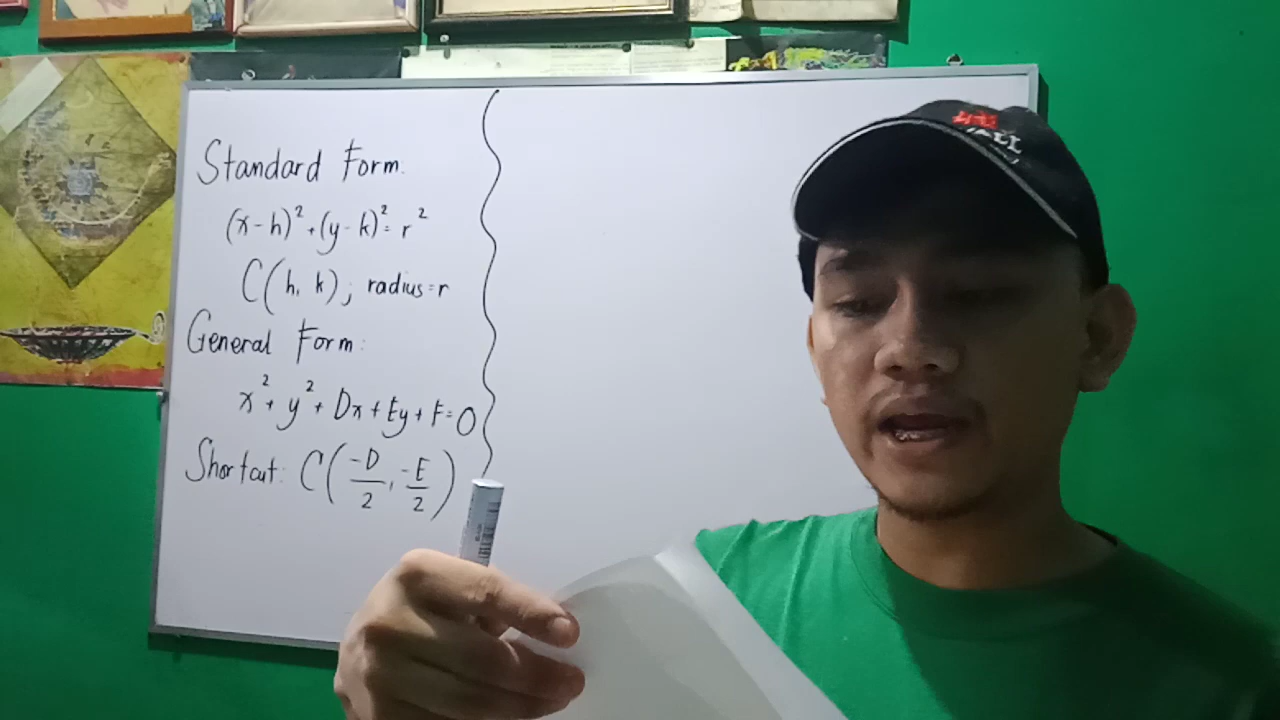 Standard Form.
(x-h)² + (y-k)² = r²
C(h, k); radius = r
General Form:
x² + y² + Dx + Ey + F = 0
Shortcut: C(-D/2, -E/2)